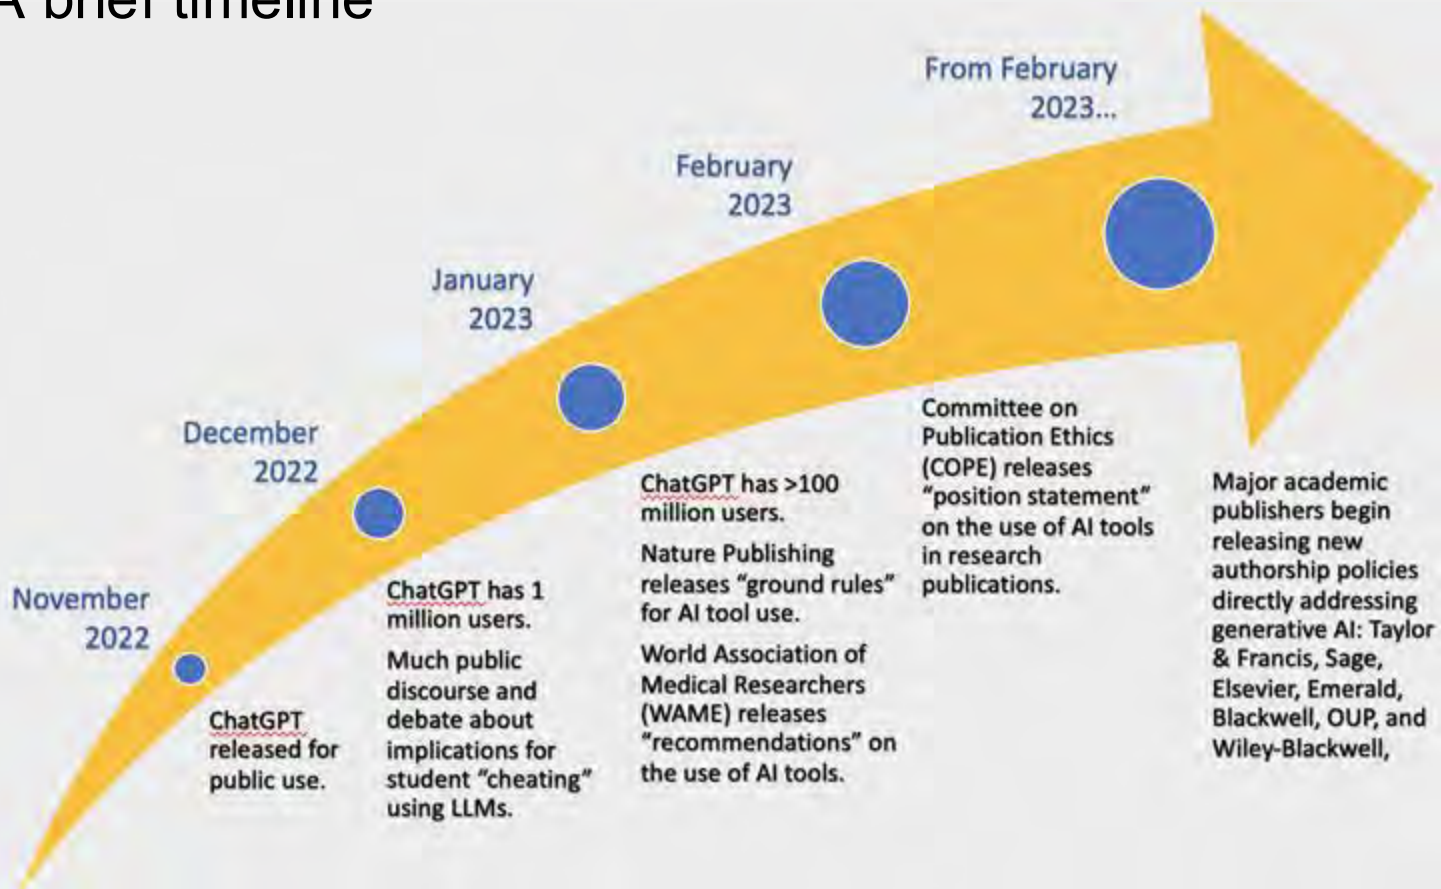 A brief timeline
November
2022
ChatGPT
released for
public use.
December
2022
ChatGPT has 1
million users.
Much public
discourse and
debate about
implications for
student “cheating”
using LLMs.
January
2023
ChatGPT has >100
million users.
Nature Publishing
releases “ground rules”
for AI tool use.
World Association of
Medical Researchers
(WAME) releases
“recommendations” on
the use of AI tools.
February
2023
Committee on
Publication Ethics
(COPE) releases
“position statement”
on the use of AI tools
in research
publications.
From February
2023...
Major academic
publishers begin
releasing new
authorship policies
directly addressing
generative AI: Taylor
& Francis, Sage,
Elsevier, Emerald,
Blackwell, OUP, and
Wiley-Blackwell,